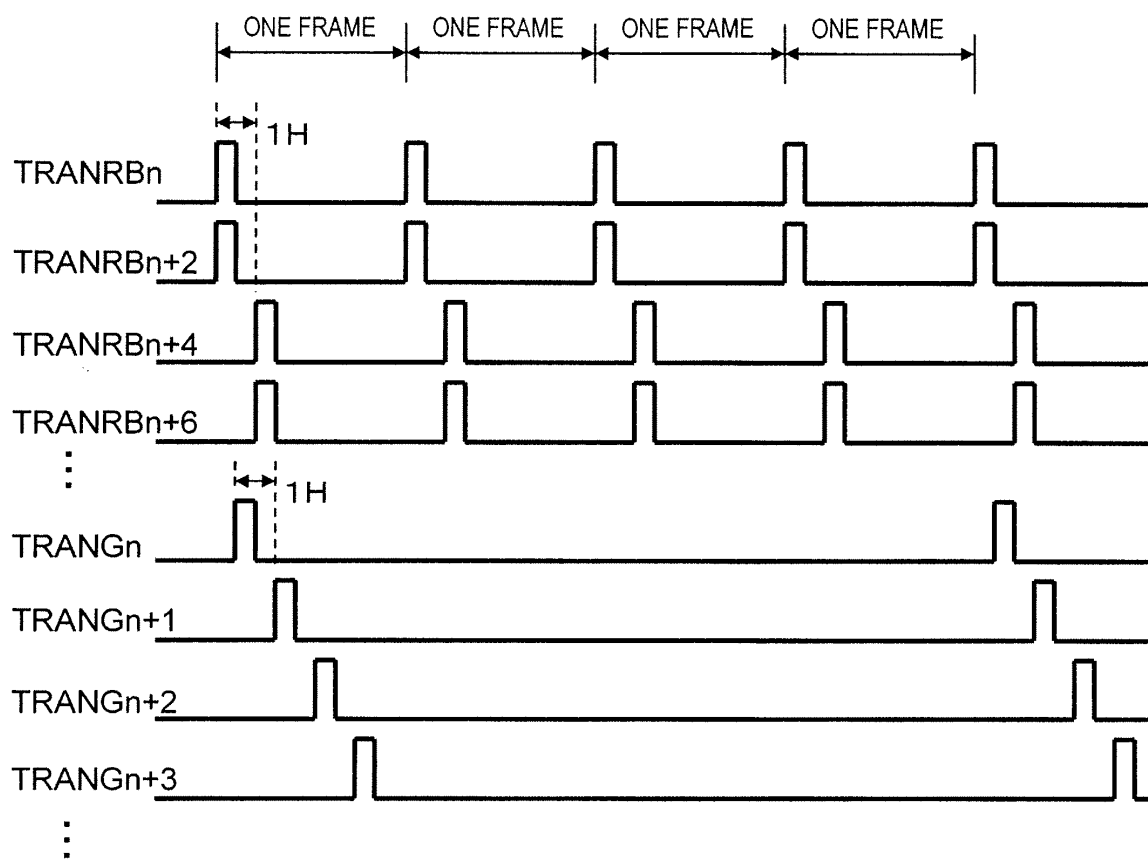 ONE FRAME ONE FRAME ONE FRAME ONE FRAME
1H
TRANRBn
TRANRBn+2
TRANRBn+4
TRANRBn+6
⋮
1H
TRANGn
TRANGn+1
TRANGn+2
TRANGn+3
⋮